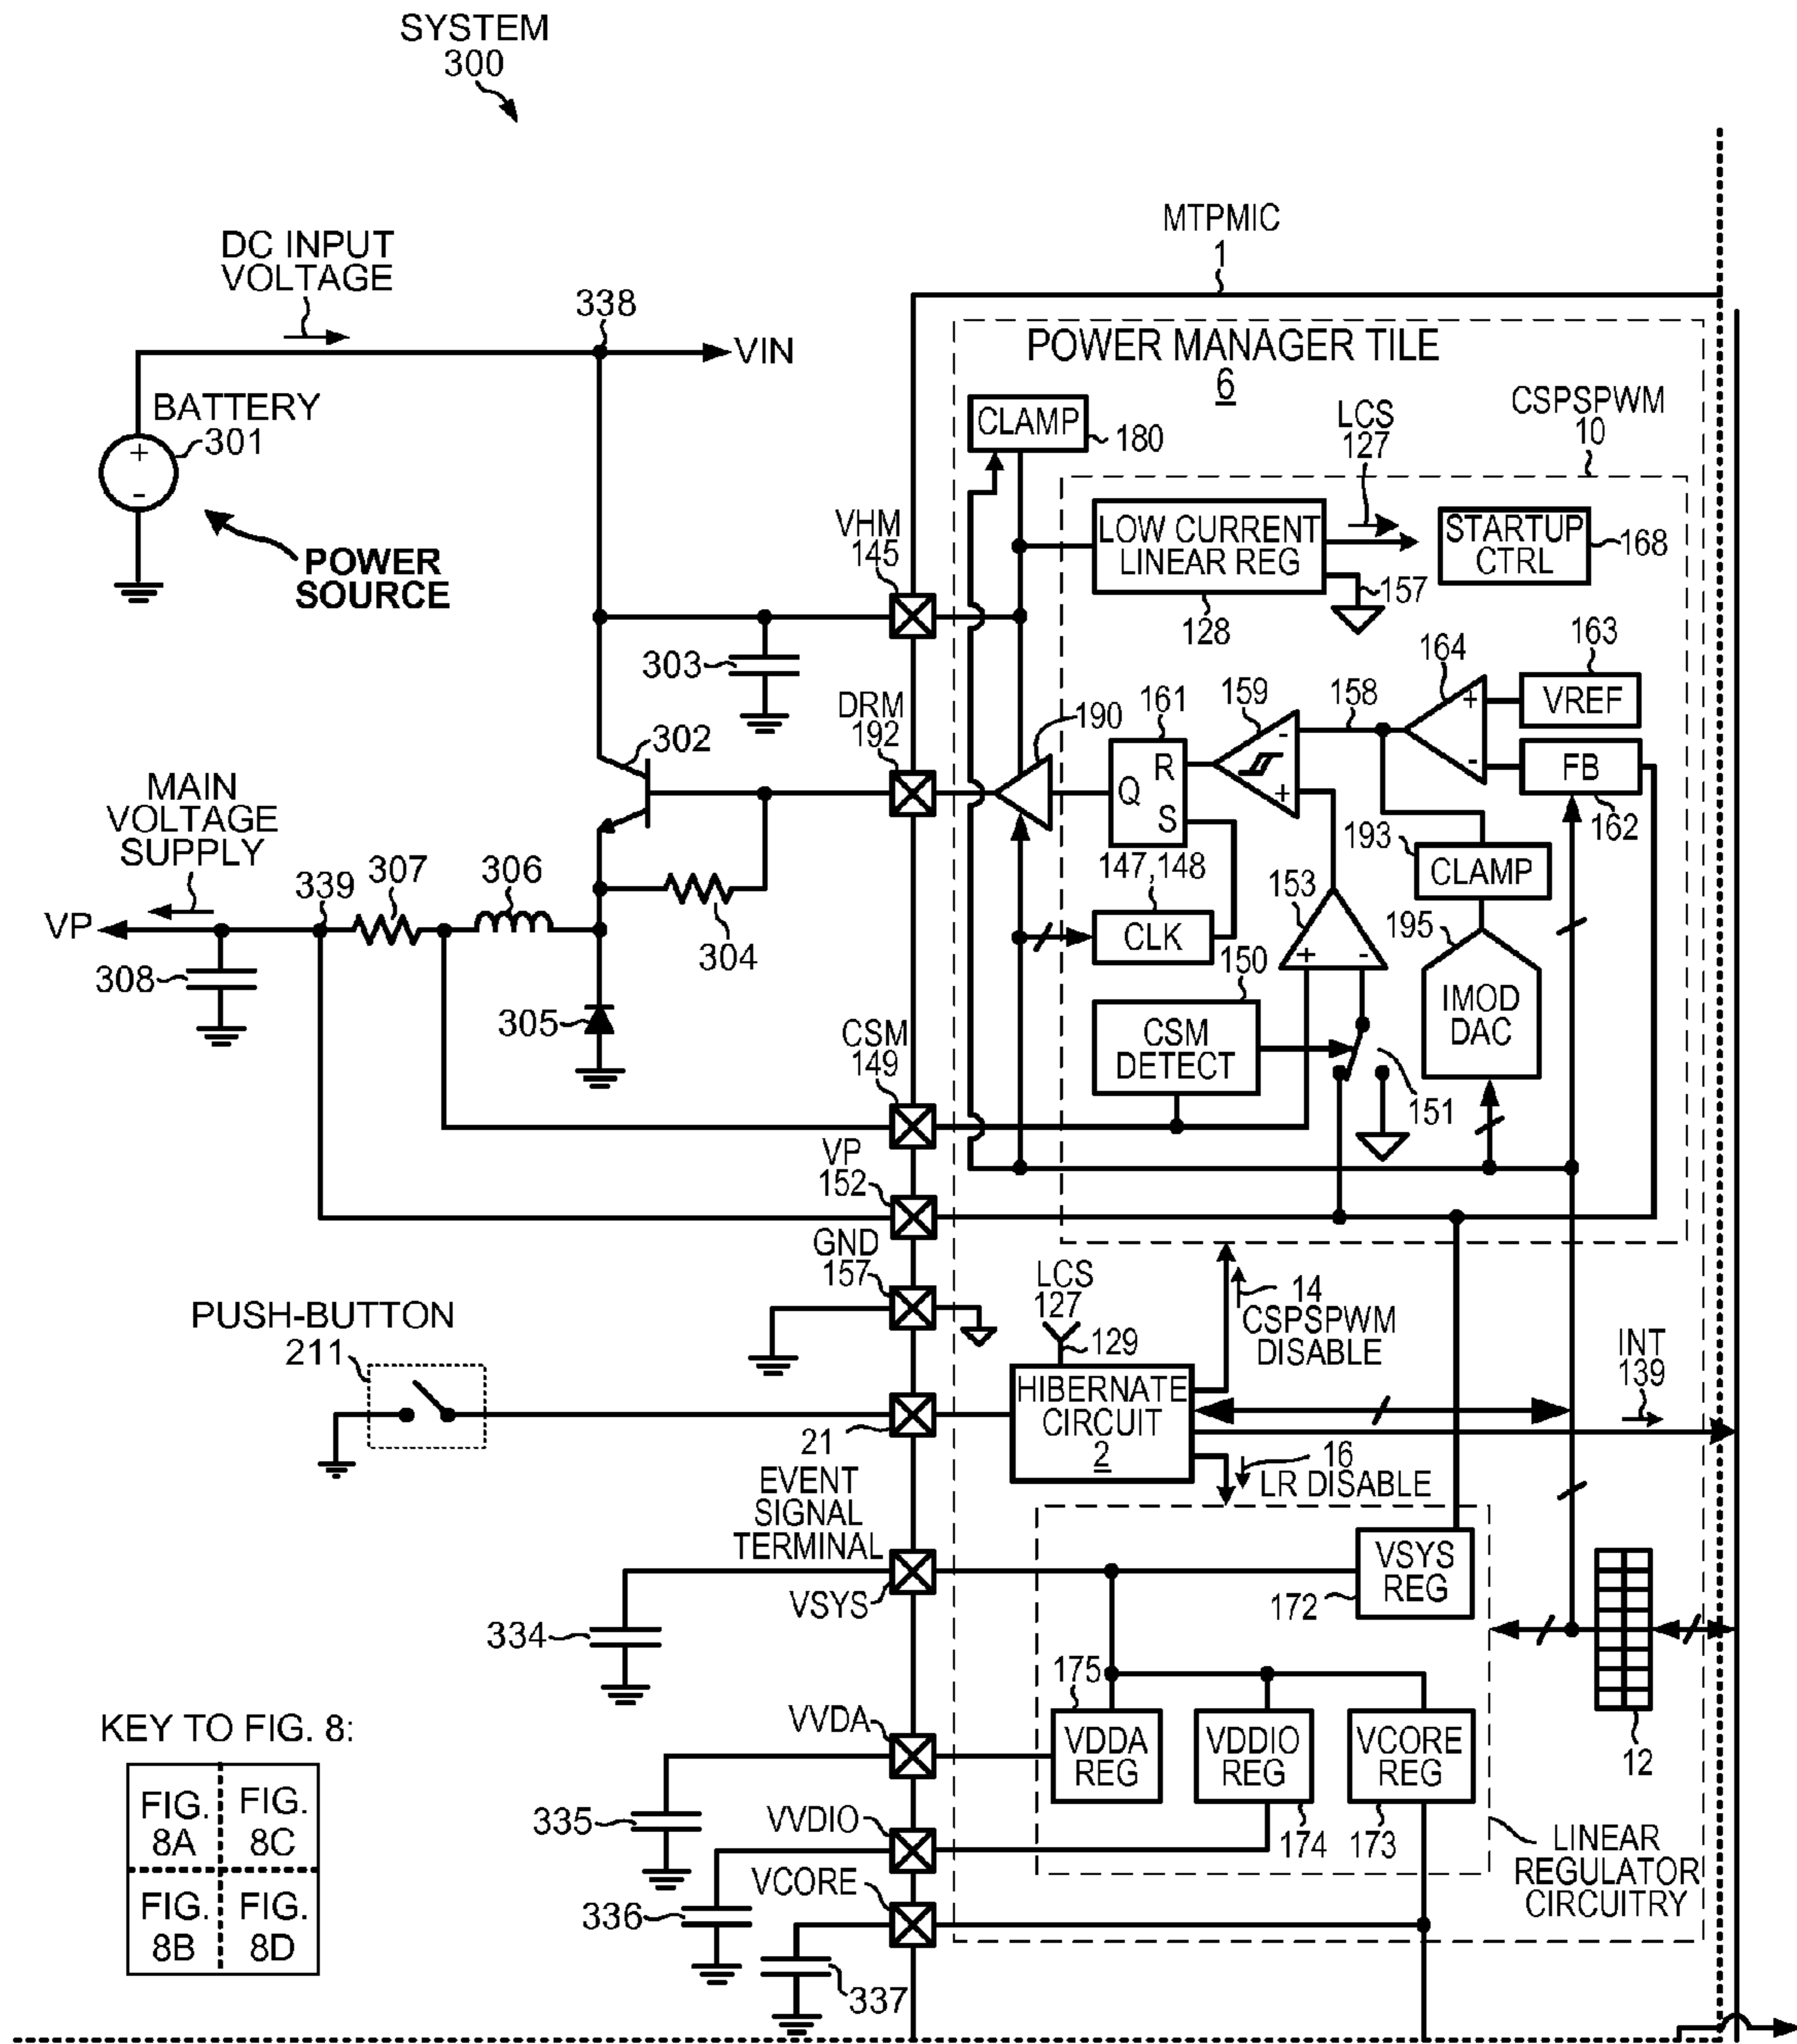 SYSTEM
300
MTPMIC
1
DC INPUT
VOLTAGE
338
VIN
POWER MANAGER TILE
6
BATTERY
301
+
-
POWER
SOURCE
CLAMP
180
LCS
127
CSPSPWM
10
VHM
145
LOW CURRENT
LINEAR REG
128
157
STARTUP
CTRL
168
303
DRM
192
302
190
161
R
Q
S
159
-
+
158
164
+
-
163
VREF
FB
162
MAIN
VOLTAGE
SUPPLY
VP
339
307
306
304
308
305
147, 148
CLK
150
153
+
-
193
CLAMP
195
IMOD
DAC
CSM
149
CSM
DETECT
151
VP
152
GND
157
LCS
127
129
14
CSPSPWM
DISABLE
INT
139
PUSH-BUTTON
211
21
EVENT
SIGNAL
TERMINAL
HIBERNATE
CIRCUIT
2
16
LR DISABLE
VSYS
334
VSYS
REG
172
12
KEY TO FIG. 8:
FIG.
8A
FIG.
8C
FIG.
8B
FIG.
8D
VVDA
335
175
VDDA
REG
VDDIO
REG
174
VCORE
REG
173
VVDIO
336
VCORE
337
LINEAR
REGULATOR
CIRCUITRY